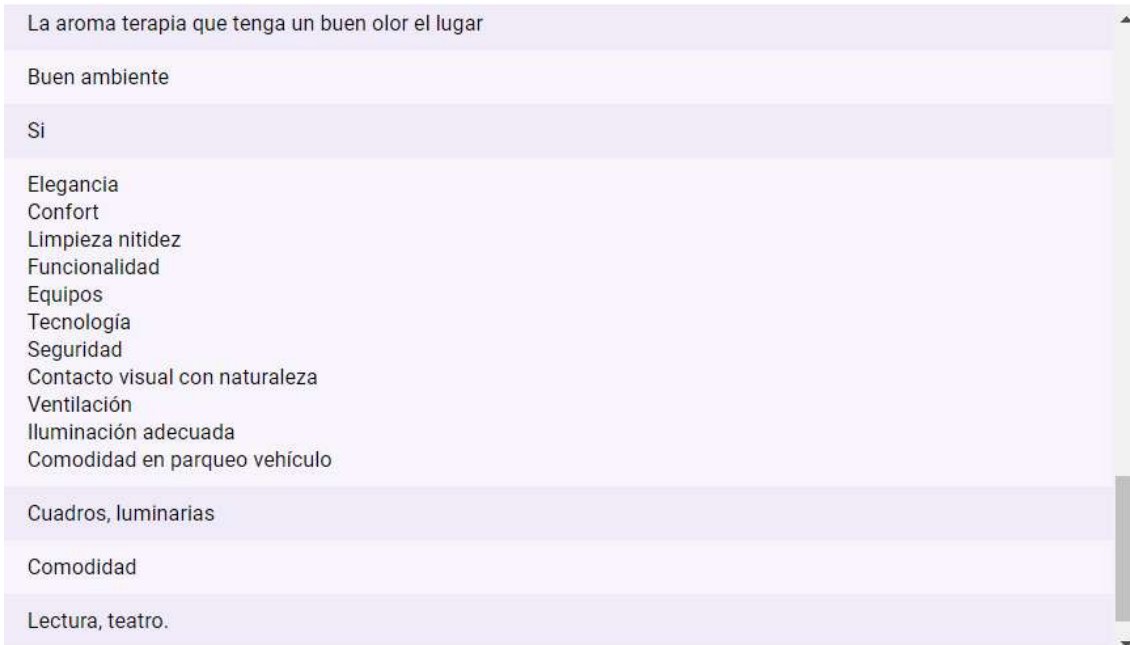 La aroma terapia que tenga un buen olor el lugar
Buen ambiente
Si
Elegancia
Confort
Limpieza nitidez
Funcionalidad
Equipos
Tecnología
Seguridad
Contacto visual con naturaleza
Ventilación
Iluminación adecuada
Comodidad en parqueo vehículo
Cuadros, luminarias
Comodidad
Lectura, teatro.